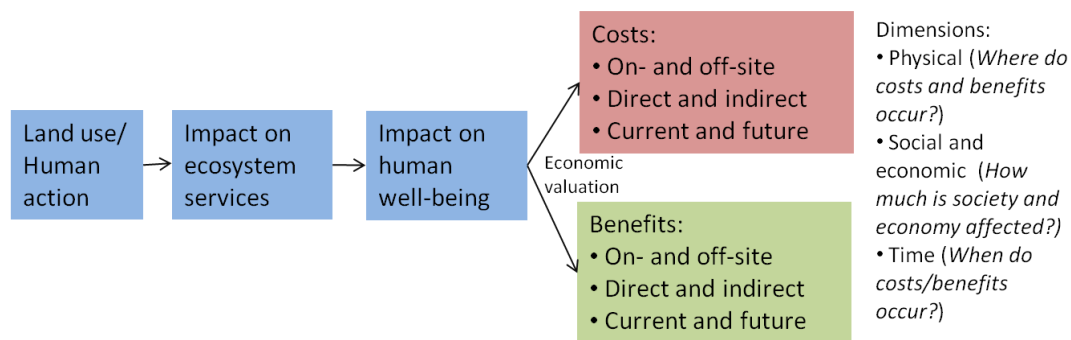 Land use/
Human
action
Impact on
ecosystem
services
Impact on
human
well-being
Economic
valuation
Costs:
• On- and off-site
• Direct and indirect
• Current and future
Benefits:
• On- and off-site
• Direct and indirect
• Current and future
Dimensions:
• Physical (Where do
costs and benefits
occur?)
• Social and
economic (How
much is society and
economy affected?)
• Time (When do
costs/benefits
occur?)